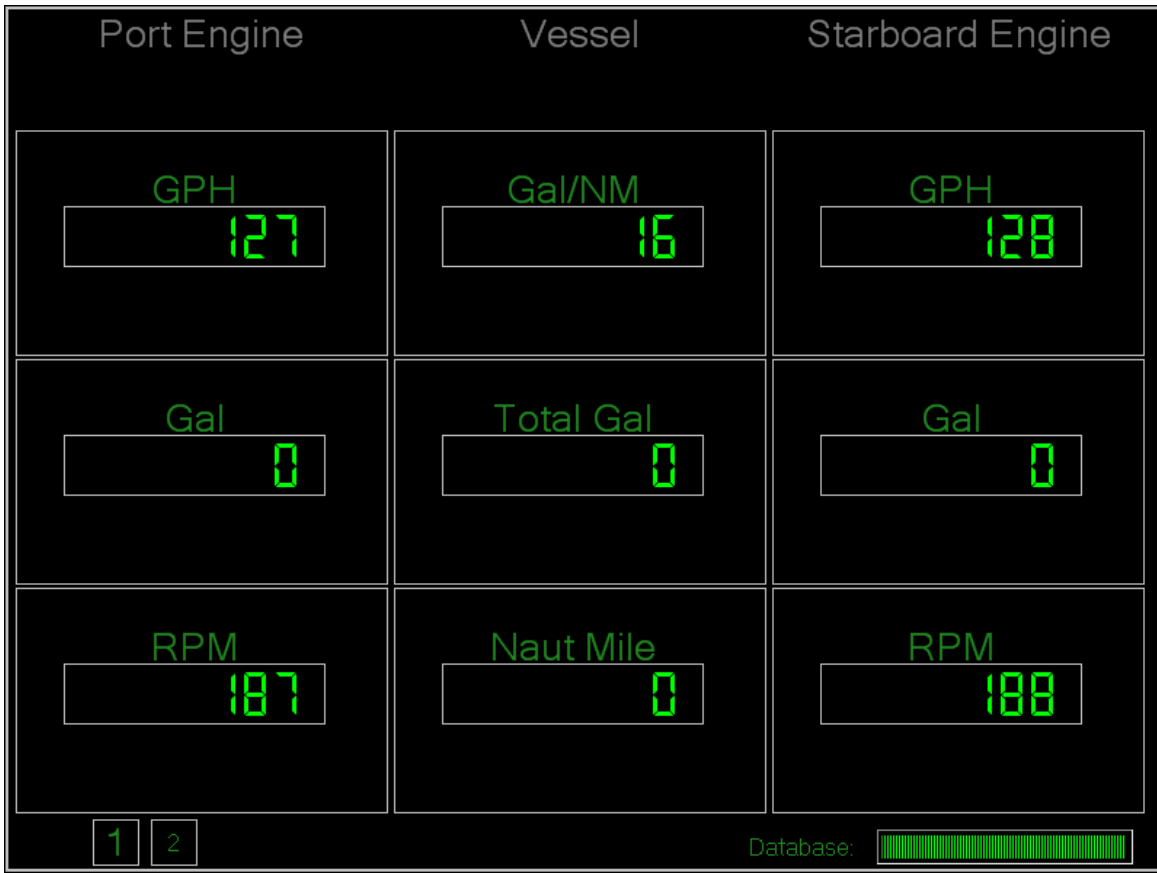 Port Engine Vessel Starboard Engine
GPH Gal/NM GPH
127 16 128
Gal Total Gal Gal
0 0 0
RPM Naut Mile RPM
187 0 188
1 2 Database: